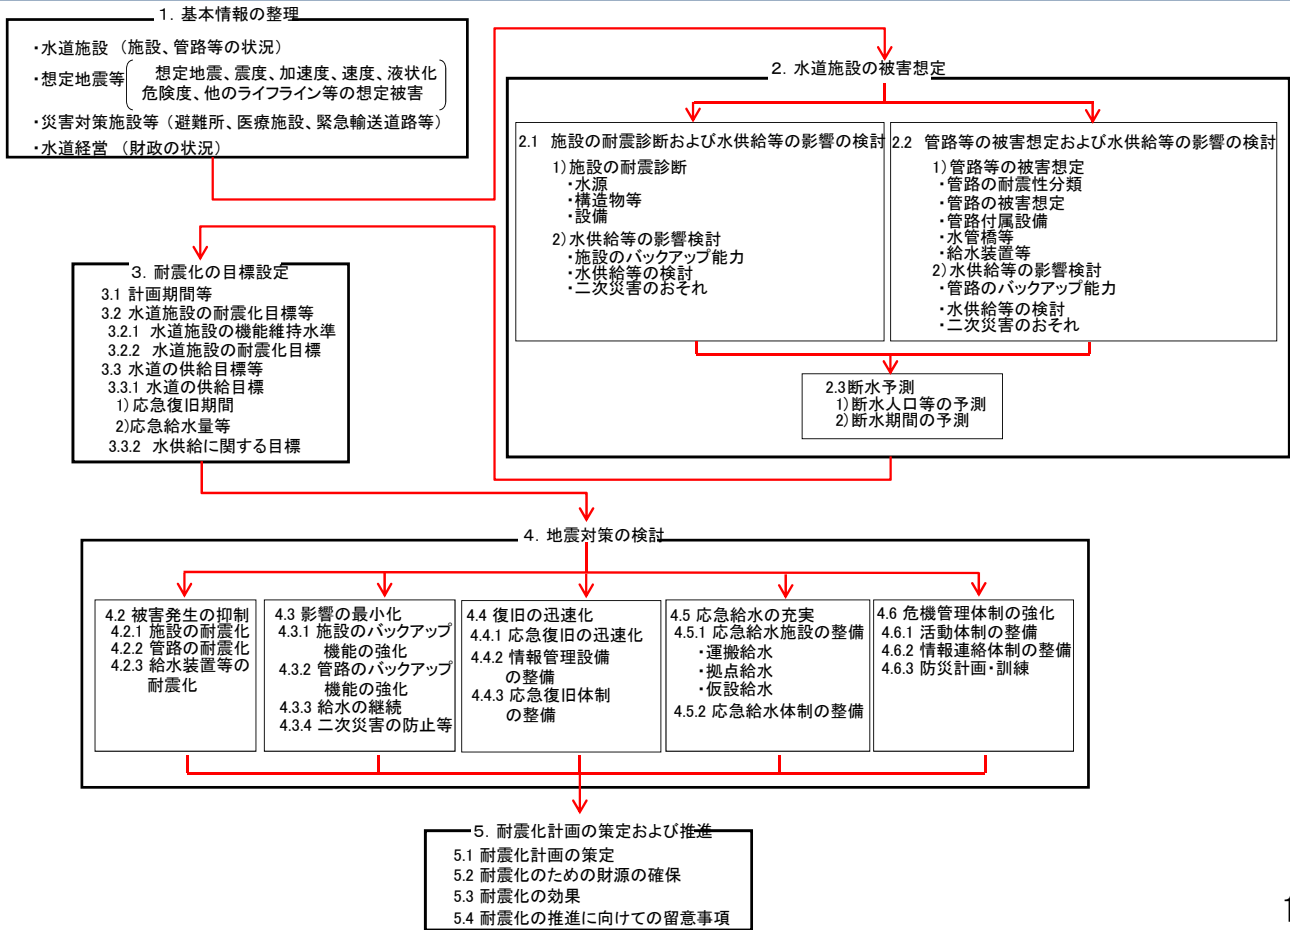 1．基本情報の整理
・水道施設（施設、管路等の状況）
・想定地震等
想定地震、震度、加速度、速度、液状化
危険度、他のライフライン等の想定被害
・災害対策施設等（避難所、医療施設、緊急輸送道路等）
・水道経営（財政の状況）
2．水道施設の被害想定
2.1 施設の耐震診断および水供給等の影響の検討
1)施設の耐震診断
・水源
・構造物等
・設備
2)水供給等の影響検討
・施設のバックアップ能力
・水供給等の検討
・二次災害のおそれ
2.2 管路等の被害想定および水供給等の影響の検討
1)管路等の被害想定
・管路の耐震性分類
・管路の被害想定
・管路付属設備
・水管橋等
・給水装置等
2)水供給等の影響検討
・管路のバックアップ能力
・水供給等の検討
・二次災害のおそれ
2.3断水予測
1)断水人口等の予測
2)断水期間の予測
3．耐震化の目標設定
3.1 計画期間等
3.2 水道施設の耐震化目標等
3.2.1 水道施設の機能維持水準
3.2.2 水道施設の耐震化目標
3.3 水道の供給目標等
3.3.1 水道の供給目標
1)応急復旧期間
2)応急給水量等
3.3.2 水供給に関する目標
4．地震対策の検討
4.2 被害発生の抑制
4.2.1 施設の耐震化
4.2.2 管路の耐震化
4.2.3 給水装置等の
耐震化
4.3 影響の最小化
4.3.1 施設のバックアップ
機能の強化
4.3.2 管路のバックアップ
機能の強化
4.3.3 給水の継続
4.3.4 二次災害の防止等
4.4 復旧の迅速化
4.4.1 応急復旧の迅速化
4.4.2 情報管理設備
の整備
4.4.3 応急復旧体制
の整備
4.5 応急給水の充実
4.5.1 応急給水施設の整備
・運搬給水
・拠点給水
・仮設給水
4.5.2 応急給水体制の整備
4.6 危機管理体制の強化
4.6.1 活動体制の整備
4.6.2 情報連絡体制の整備
4.6.3 防災計画・訓練
5．耐震化計画の策定および推進
5.1 耐震化計画の策定
5.2 耐震化のための財源の確保
5.3 耐震化の効果
5.4 耐震化の推進に向けての留意事項